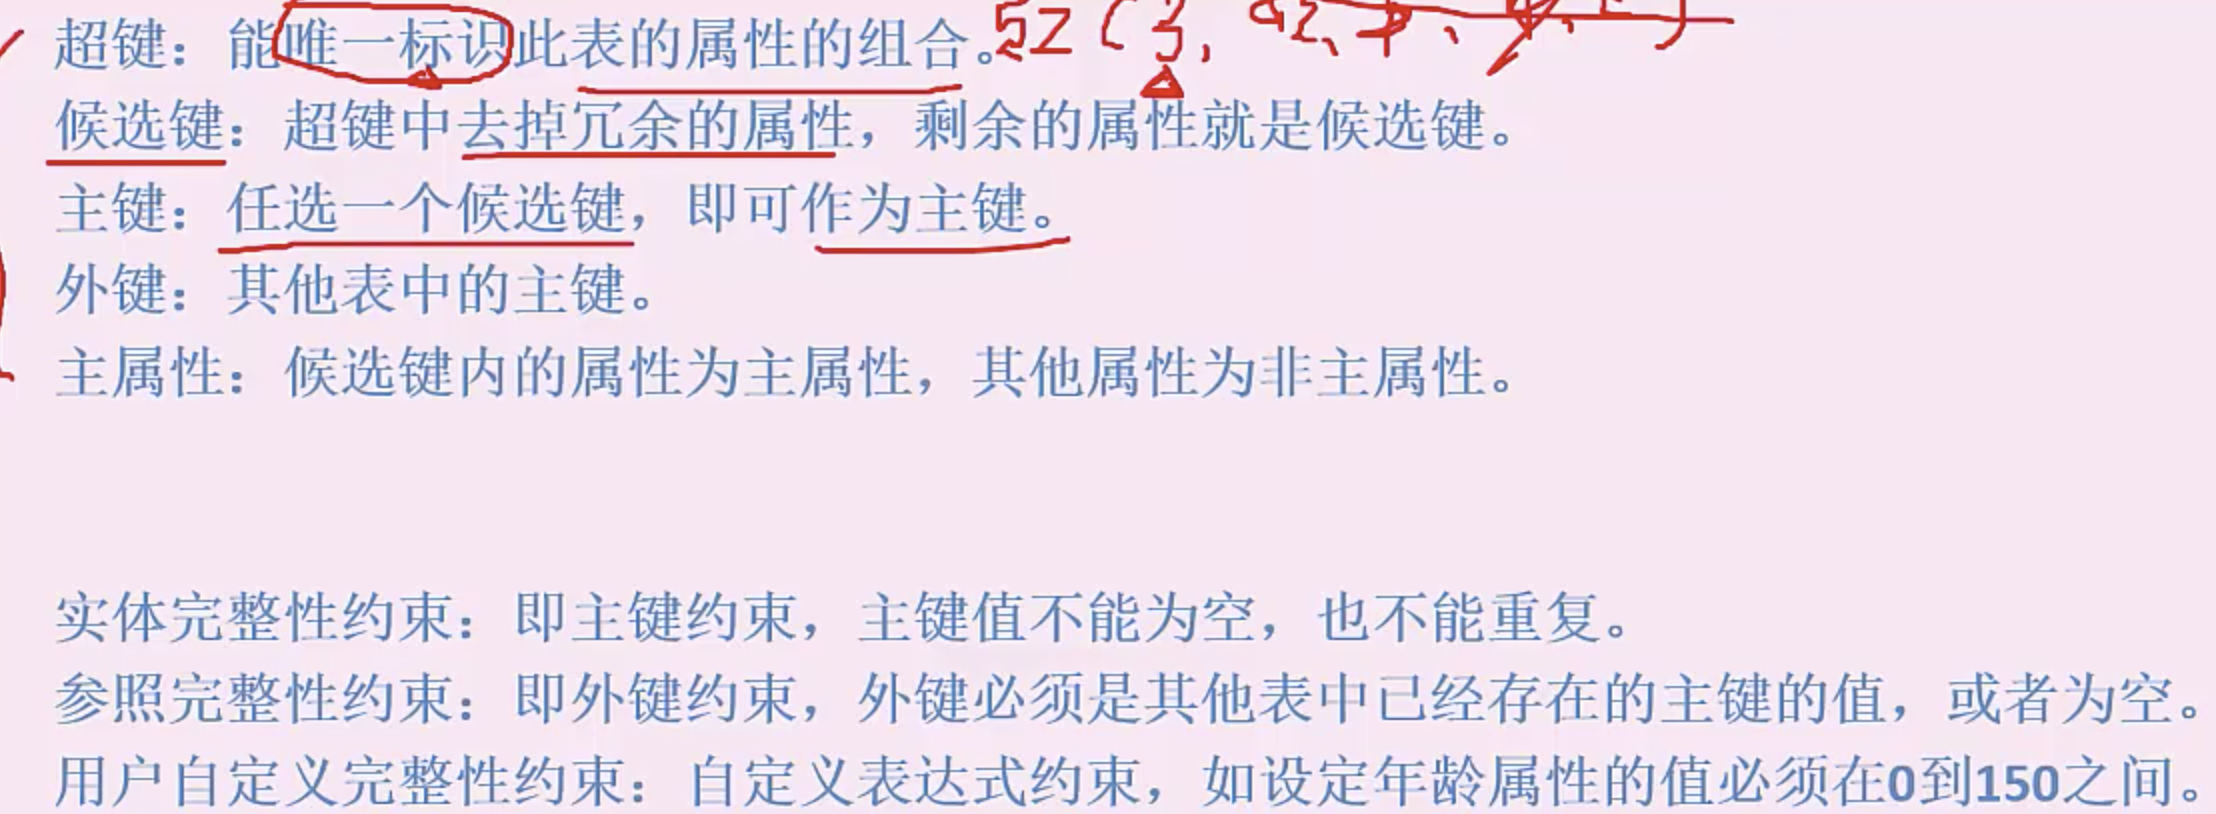 超键：能唯一标识此表的属性的组合。
候选键：超键中去掉冗余的属性，剩余的属性就是候选键。
主键：任选一个候选键，即可作为主键。
外键：其他表中的主键。
主属性：候选键内的属性为主属性，其他属性为非主属性。
实体完整性约束：即主键约束，主键值不能为空，也不能重复。
参照完整性约束：即外键约束，外键必须是其他表中已经存在的主键的值，或者为空。
用户自定义完整性约束：自定义表达式约束，如设定年龄属性的值必须在0到150之间。